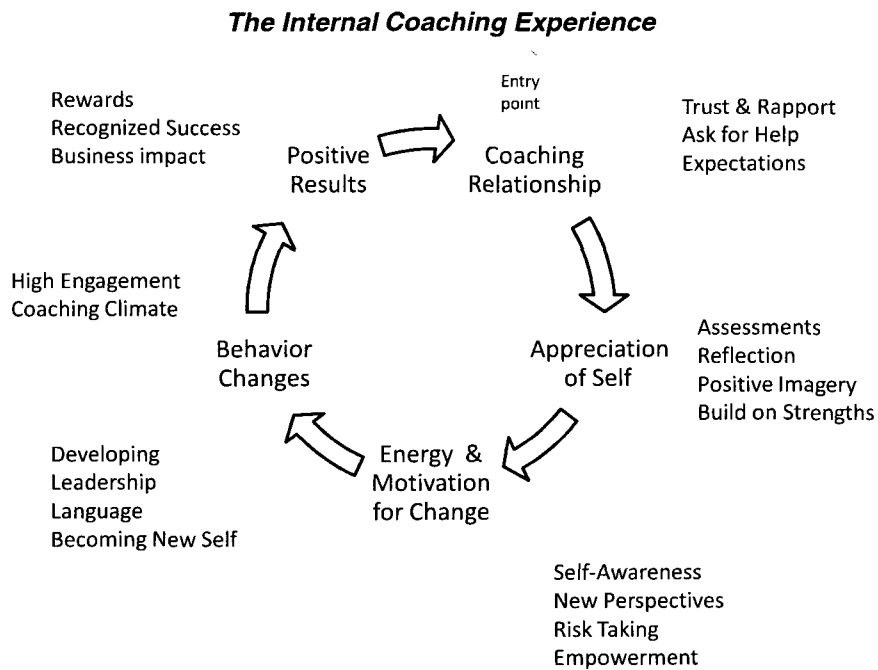 The Internal Coaching Experience
Entry
point
Coaching
Relationship
Trust & Rapport
Ask for Help
Expectations
Appreciation
of Self
Assessments
Reflection
Positive Imagery
Build on Strengths
Energy &
Motivation
for Change
Self-Awareness
New Perspectives
Risk Taking
Empowerment
Behavior
Changes
Developing
Leadership
Language
Becoming New Self
High Engagement
Coaching Climate
Positive
Results
Rewards
Recognized Success
Business impact